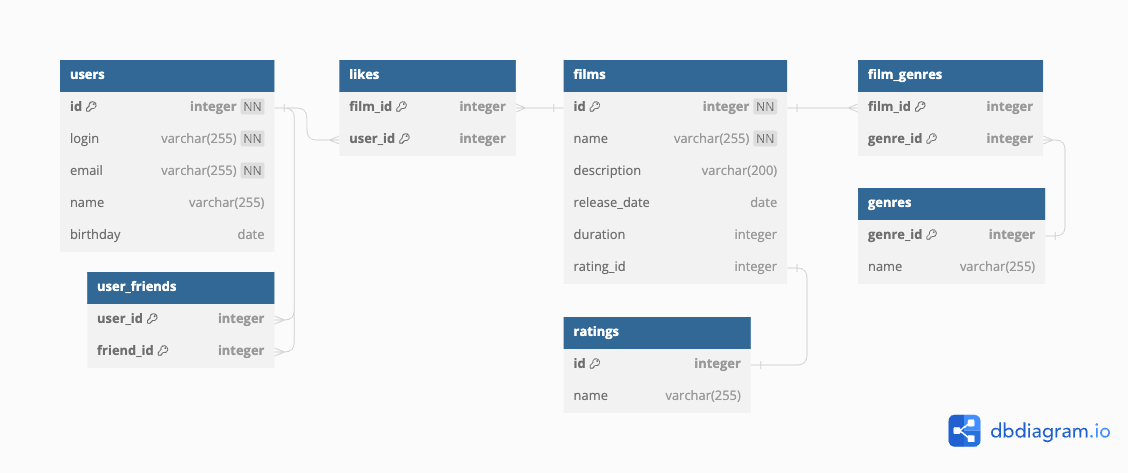 users
id integer NN
login varchar(255) NN
email varchar(255) NN
name varchar(255)
birthday date
user_friends
user_id integer
friend_id integer
likes
film_id integer
user_id integer
films
id integer NN
name varchar(255) NN
description varchar(200)
release_date date
duration integer
rating_id integer
ratings
id integer
name varchar(255)
film_genres
film_id integer
genre_id integer
genres
genre_id integer
name varchar(255)
dbdiagram.io